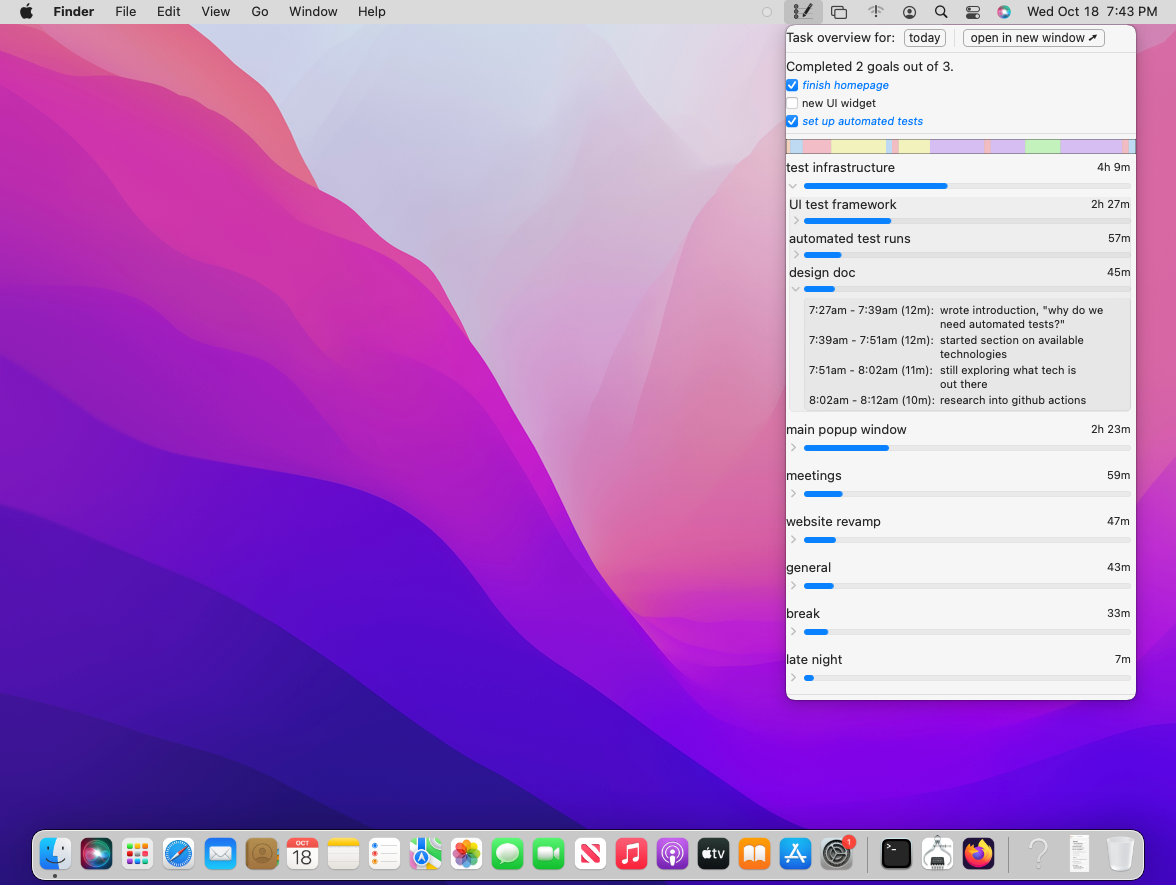 Finder File Edit View Go Window Help Wed Oct 18 7:43 PM
Task overview for: today open in new window ➚
Completed 2 goals out of 3.
finish homepage
new UI widget
set up automated tests
test infrastructure 4h 9m
UI test framework 2h 27m
automated test runs 57m
design doc 45m
7:27am - 7:39am (12m): wrote introduction, "why do we
need automated tests?"
7:39am - 7:51am (12m): started section on available
technologies
7:51am - 8:02am (11m): still exploring what tech is
out there
8:02am - 8:12am (10m): research into github actions
main popup window 2h 23m
meetings 59m
website revamp 47m
general 43m
break 33m
late night 7m
OCT
18
tv
1
>_